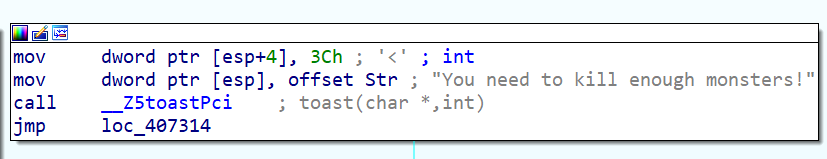 mov     dword ptr [esp+4], 3Ch ; '<' ; int
mov     dword ptr [esp], offset Str ; "You need to kill enough monsters!"
call    __Z5toastPci    ; toast(char *,int)
jmp     loc_407314